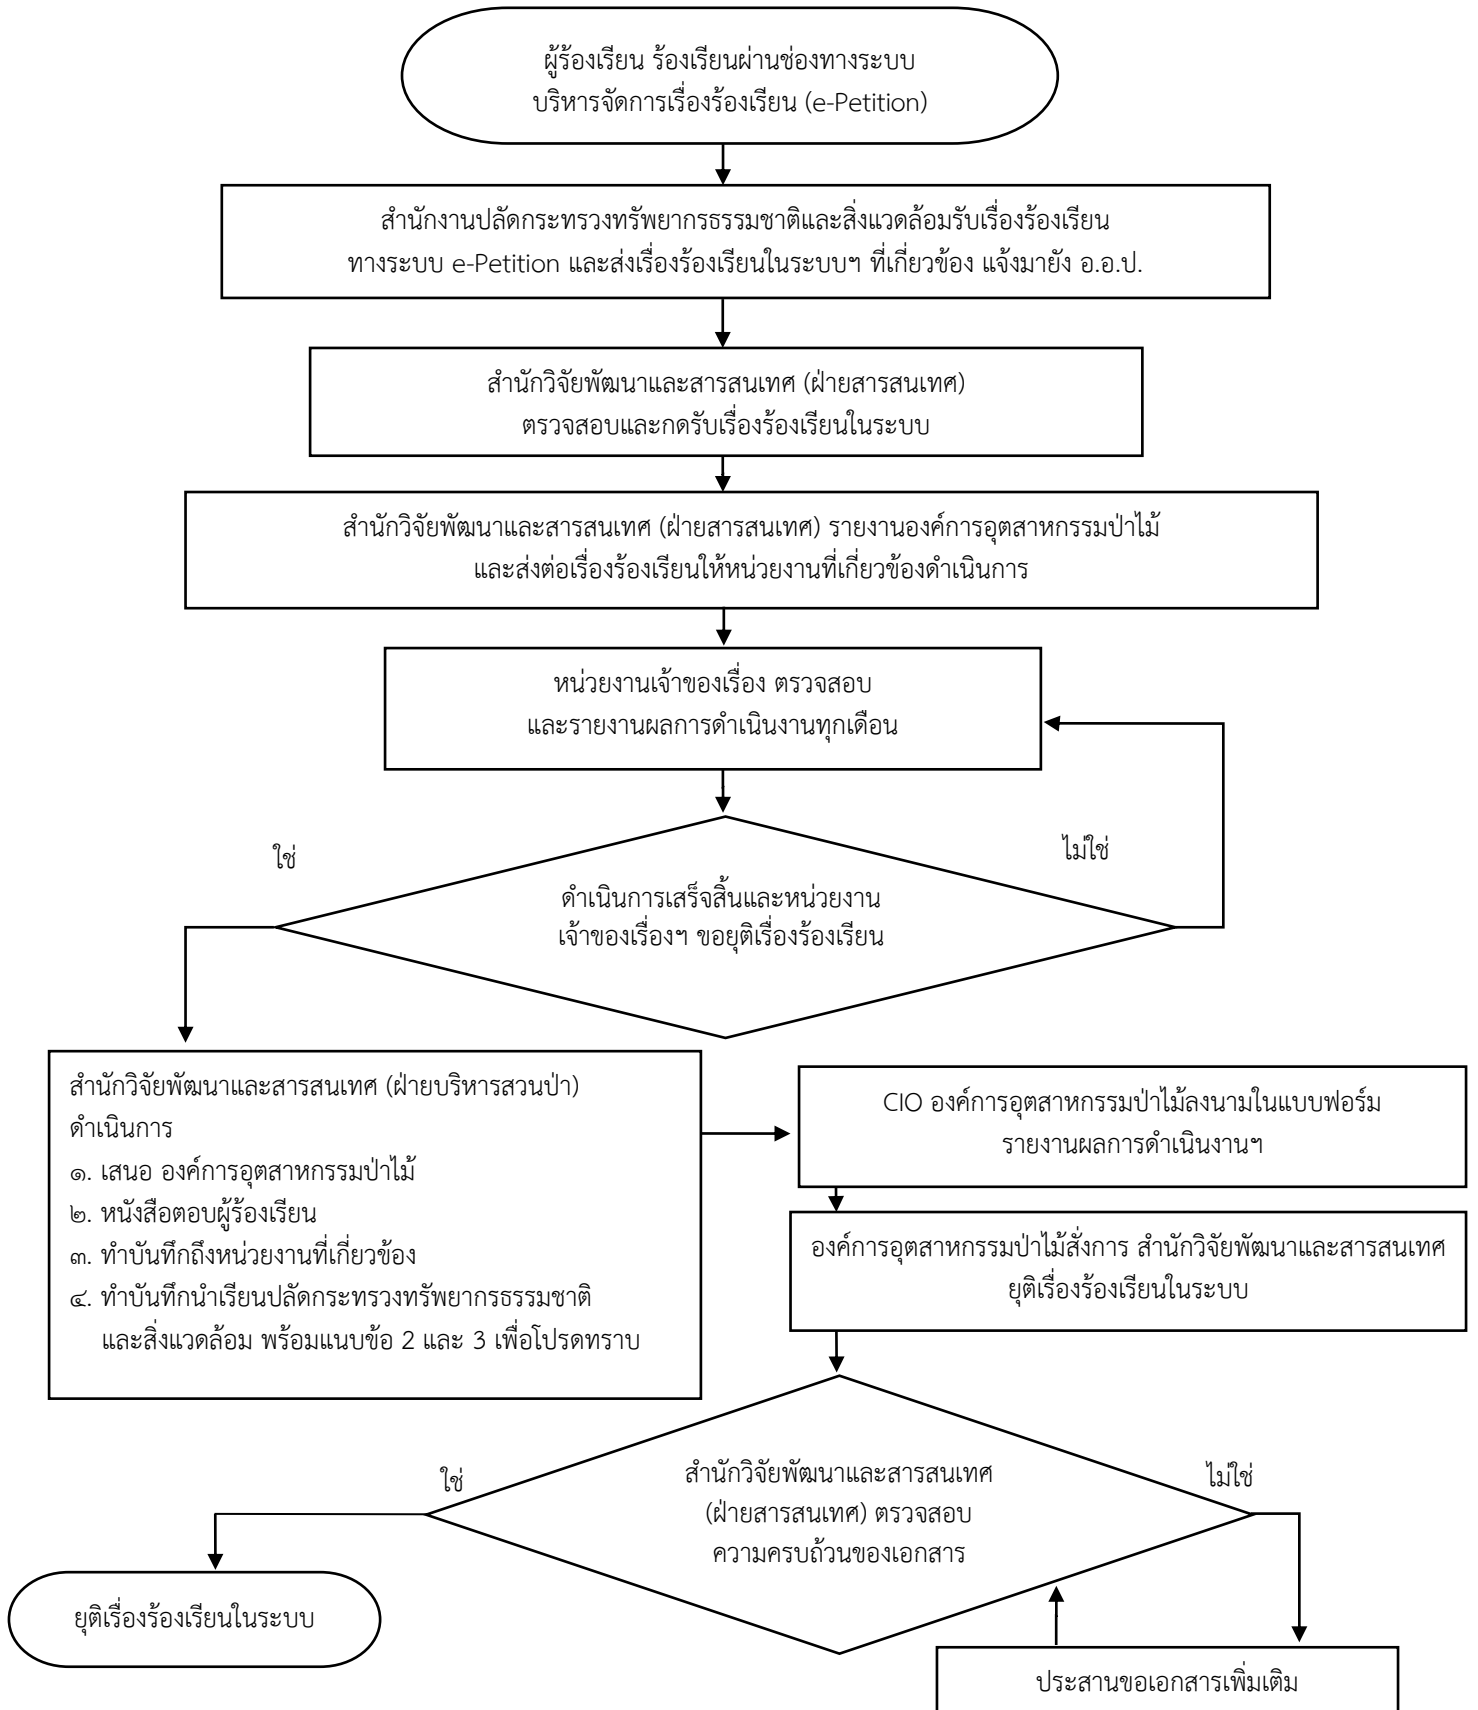 ผู้ร้องเรียน ร้องเรียนผ่านช่องทางระบบ
บริหารจัดการเรื่องร้องเรียน (e-Petition)
สำนักงานปลัดกระทรวงทรัพยากรธรรมชาติและสิ่งแวดล้อมรับเรื่องร้องเรียน
ทางระบบ e-Petition และส่งเรื่องร้องเรียนในระบบฯ ที่เกี่ยวข้อง แจ้งมายัง อ.อ.ป.
สำนักวิจัยพัฒนาและสารสนเทศ (ฝ่ายสารสนเทศ)
ตรวจสอบและกดรับเรื่องร้องเรียนในระบบ
สำนักวิจัยพัฒนาและสารสนเทศ (ฝ่ายสารสนเทศ) รายงานองค์การอุตสาหกรรมป่าไม้
และส่งต่อเรื่องร้องเรียนให้หน่วยงานที่เกี่ยวข้องดำเนินการ
หน่วยงานเจ้าของเรื่อง ตรวจสอบ
และรายงานผลการดำเนินงานทุกเดือน
ใช่
ไม่ใช่
ดำเนินการเสร็จสิ้นและหน่วยงาน
เจ้าของเรื่องฯ ขอยุติเรื่องร้องเรียน
สำนักวิจัยพัฒนาและสารสนเทศ (ฝ่ายบริหารสวนป่า)
ดำเนินการ
๑. เสนอ องค์การอุตสาหกรรมป่าไม้
๒. หนังสือตอบผู้ร้องเรียน
๓. ทำบันทึกถึงหน่วยงานที่เกี่ยวข้อง
๔. ทำบันทึกนำเรียนปลัดกระทรวงทรัพยากรธรรมชาติ
และสิ่งแวดล้อม พร้อมแนบข้อ 2 และ 3 เพื่อโปรดทราบ
CIO องค์การอุตสาหกรรมป่าไม้ลงนามในแบบฟอร์ม
รายงานผลการดำเนินงานฯ
องค์การอุตสาหกรรมป่าไม้สั่งการ สำนักวิจัยพัฒนาและสารสนเทศ
ยุติเรื่องร้องเรียนในระบบ
ใช่
ไม่ใช่
สำนักวิจัยพัฒนาและสารสนเทศ
(ฝ่ายสารสนเทศ) ตรวจสอบ
ความครบถ้วนของเอกสาร
ยุติเรื่องร้องเรียนในระบบ
ประสานขอเอกสารเพิ่มเติม